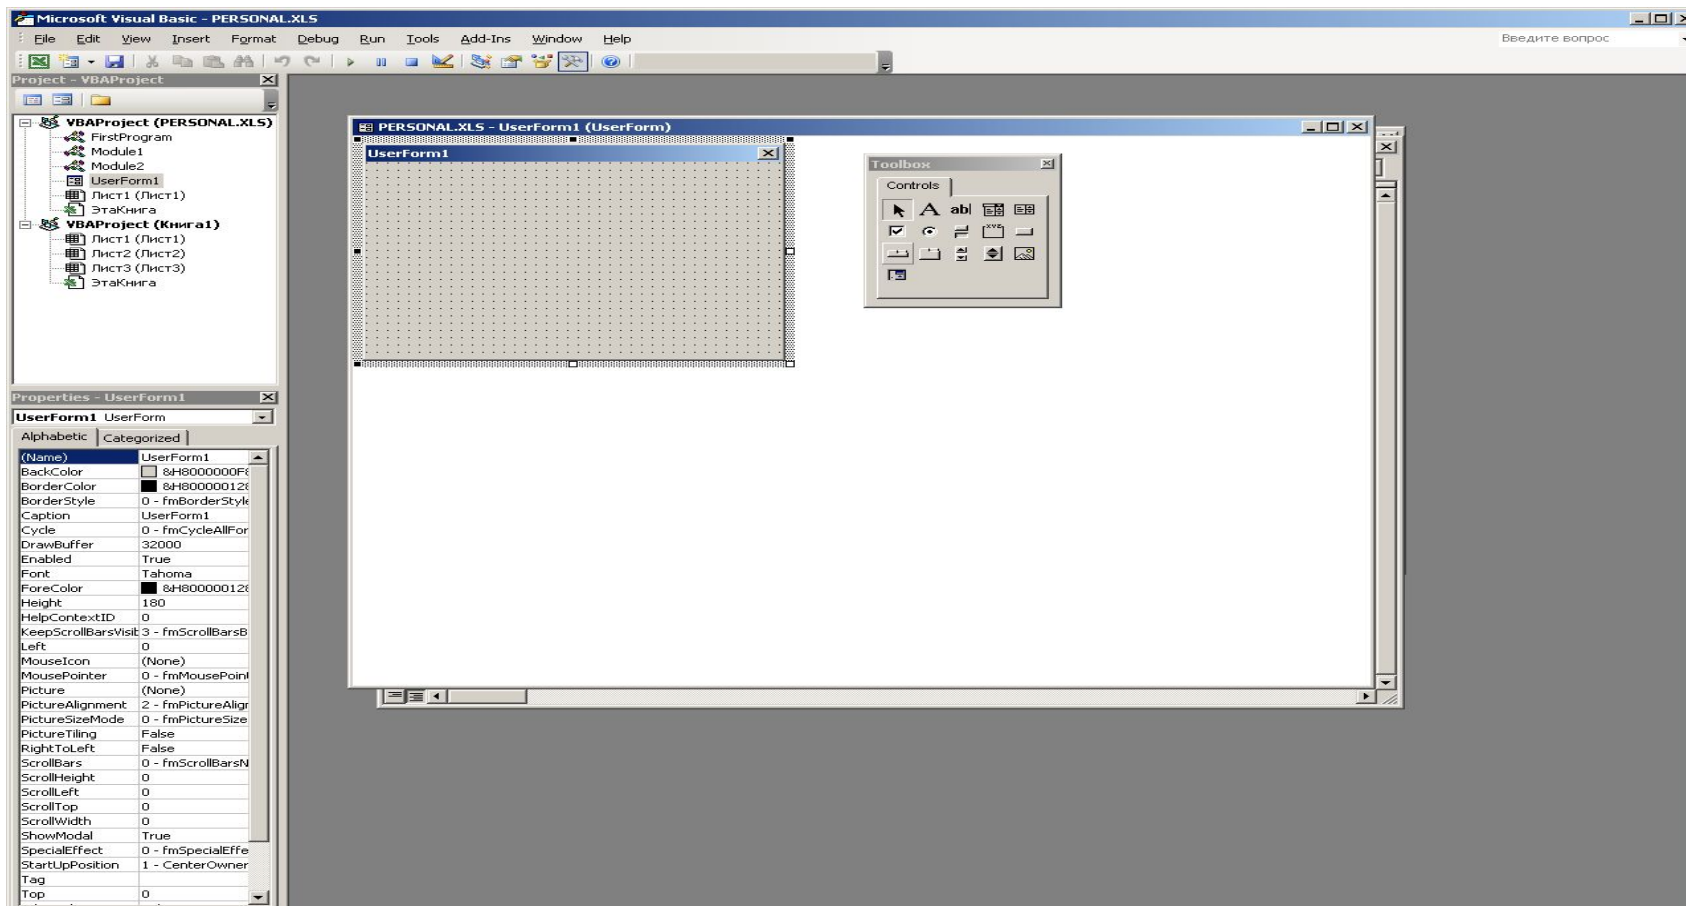 Microsoft Visual Basic - PERSONAL.XLS
File Edit View Insert Format Debug Run Tools Add-Ins Window Help
Введите вопрос
Project - VBAProject
VBAProject (PERSONAL.XLS)
FirstProgram
Module1
Module2
UserForm1
Лист1 (Лист1)
ЭтаКнига
VBAProject (Книга1)
Лист1 (Лист1)
Лист2 (Лист2)
Лист3 (Лист3)
ЭтаКнига
Properties - UserForm1
UserForm1 UserForm
Alphabetic Categorized
(Name) UserForm1
BackColor &H8000000F&
BorderColor &H80000012&
BorderStyle 0 - fmBorderStyle
Caption UserForm1
Cycle 0 - fmCycleAllFor
DrawBuffer 32000
Enabled True
Font Tahoma
ForeColor &H80000012&
Height 180
HelpContextID 0
KeepScrollBarsVisib 3 - fmScrollBarsB
Left 0
MouseIcon (None)
MousePointer 0 - fmMousePoint
Picture (None)
PictureAlignment 2 - fmPictureAlign
PictureSizeMode 0 - fmPictureSize
PictureTiling False
RightToLeft False
ScrollBars 0 - fmScrollBarsN
ScrollHeight 0
ScrollLeft 0
ScrollTop 0
ScrollWidth 0
ShowModal True
SpecialEffect 0 - fmSpecialEffe
StartUpPosition 1 - CenterOwner
Tag
Top 0
PERSONAL.XLS - UserForm1 (UserForm)
UserForm1
Toolbox
Controls
A ab|
xyz